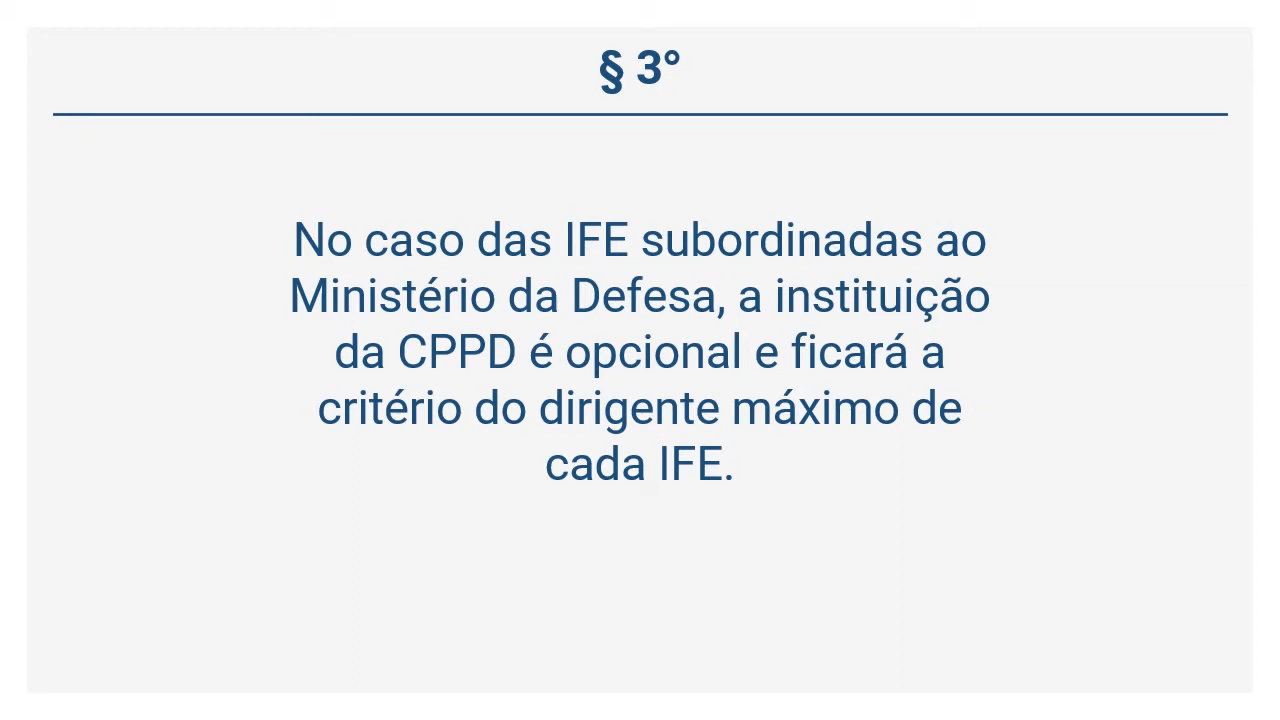 § 3°
No caso das IFE subordinadas ao
Ministério da Defesa, a instituição
da CPPD é opcional e ficará a
critério do dirigente máximo de
cada IFE.